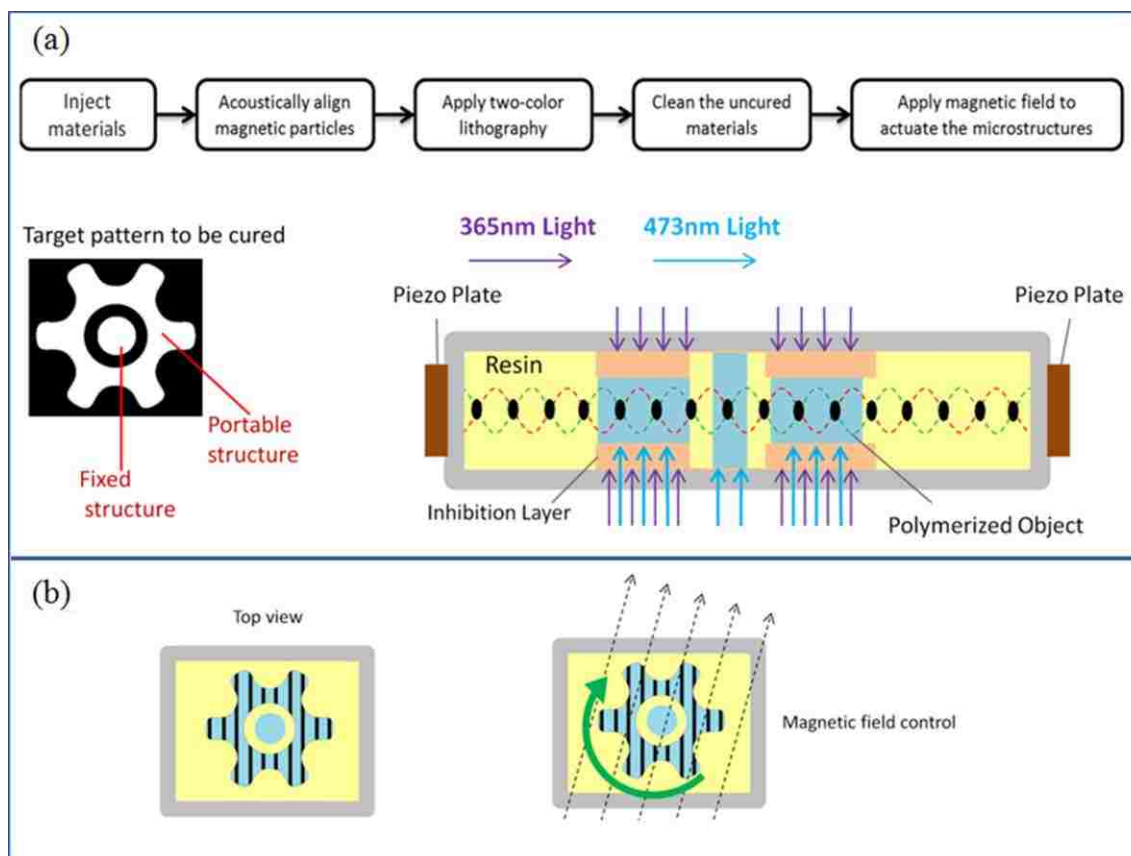 (a)
Inject
materials
Acoustically align
magnetic particles
Apply two-color
lithography
Clean the uncured
materials
Apply magnetic field to
actuate the microstructures
Target pattern to be cured
365nm Light
473nm Light
Piezo Plate
Piezo Plate
Resin
Portable
structure
Fixed
structure
Inhibition Layer
Polymerized Object
(b)
Top view
Magnetic field control